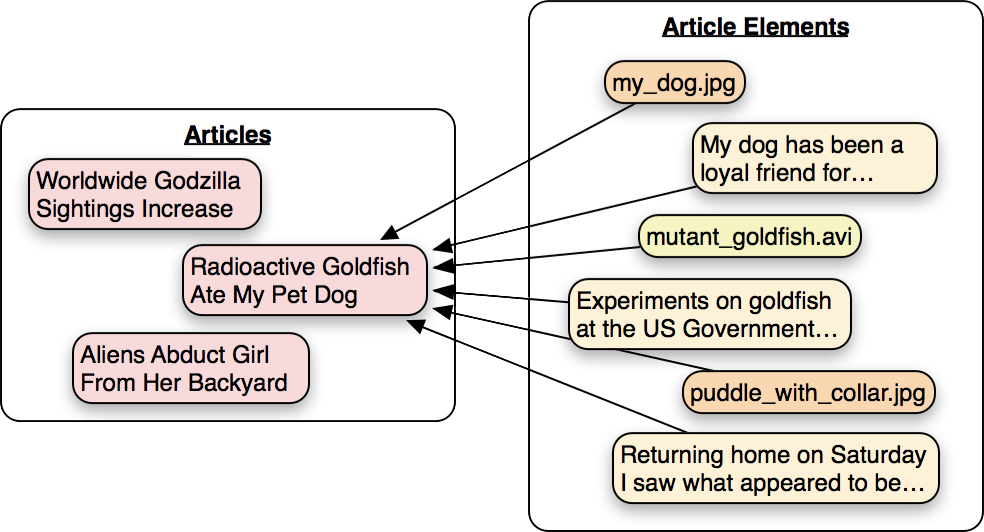 Articles
Worldwide Godzilla
Sightings Increase
Radioactive Goldfish
Ate My Pet Dog
Aliens Abduct Girl
From Her Backyard
Article Elements
my_dog.jpg
My dog has been a
loyal friend for…
mutant_goldfish.avi
Experiments on goldfish
at the US Government…
puddle_with_collar.jpg
Returning home on Saturday
I saw what appeared to be…